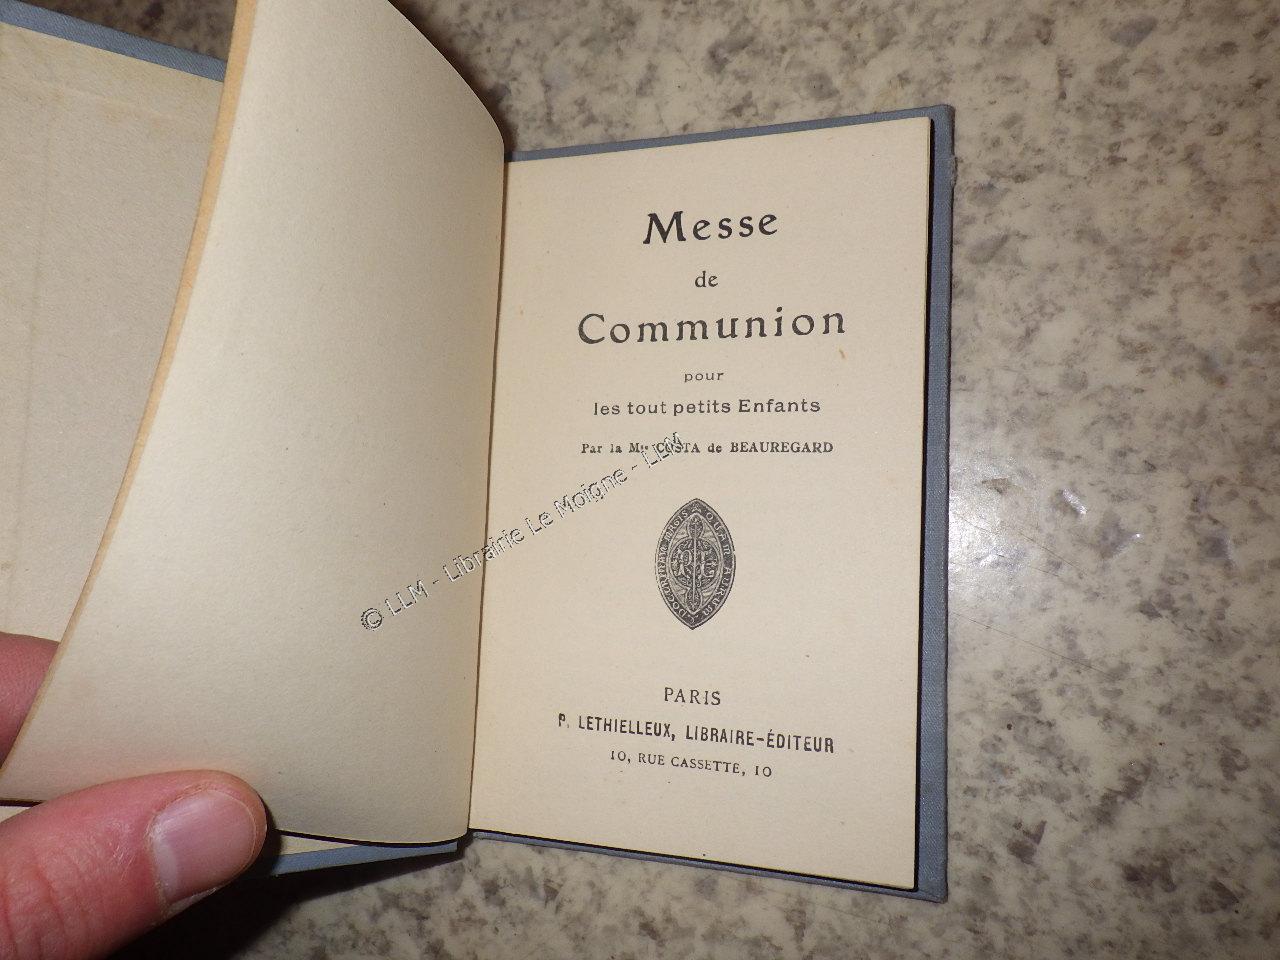 Messe
de
Communion
pour
les tout petits Enfants
Par la Mse COSTA de BEAUREGARD
PARIS
P. LETHIELLEUX, LIBRAIRE-ÉDITEUR
10, RUE CASSETTE, 10
© LLM - Librairie Le Moigne - LLM